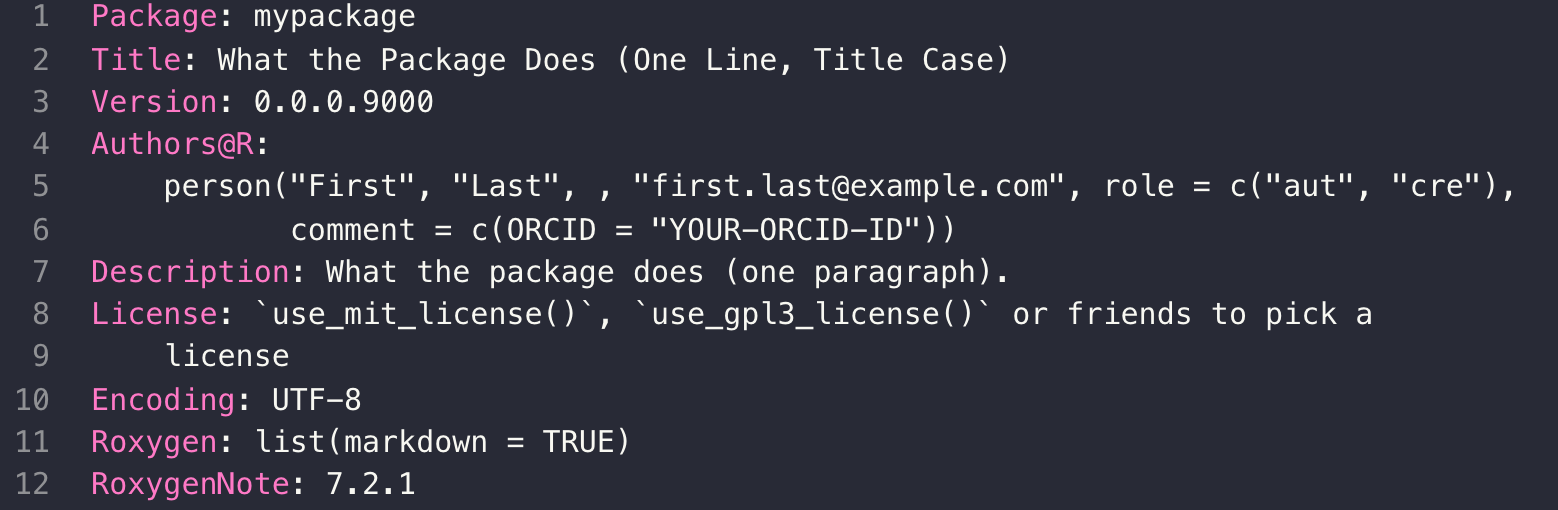 1 Package: mypackage
2 Title: What the Package Does (One Line, Title Case)
3 Version: 0.0.0.9000
4 Authors@R:
5     person("First", "Last", , "first.last@example.com", role = c("aut", "cre"),
6            comment = c(ORCID = "YOUR-ORCID-ID"))
7 Description: What the package does (one paragraph).
8 License: `use_mit_license()`, `use_gpl3_license()` or friends to pick a
9     license
10 Encoding: UTF-8
11 Roxygen: list(markdown = TRUE)
12 RoxygenNote: 7.2.1